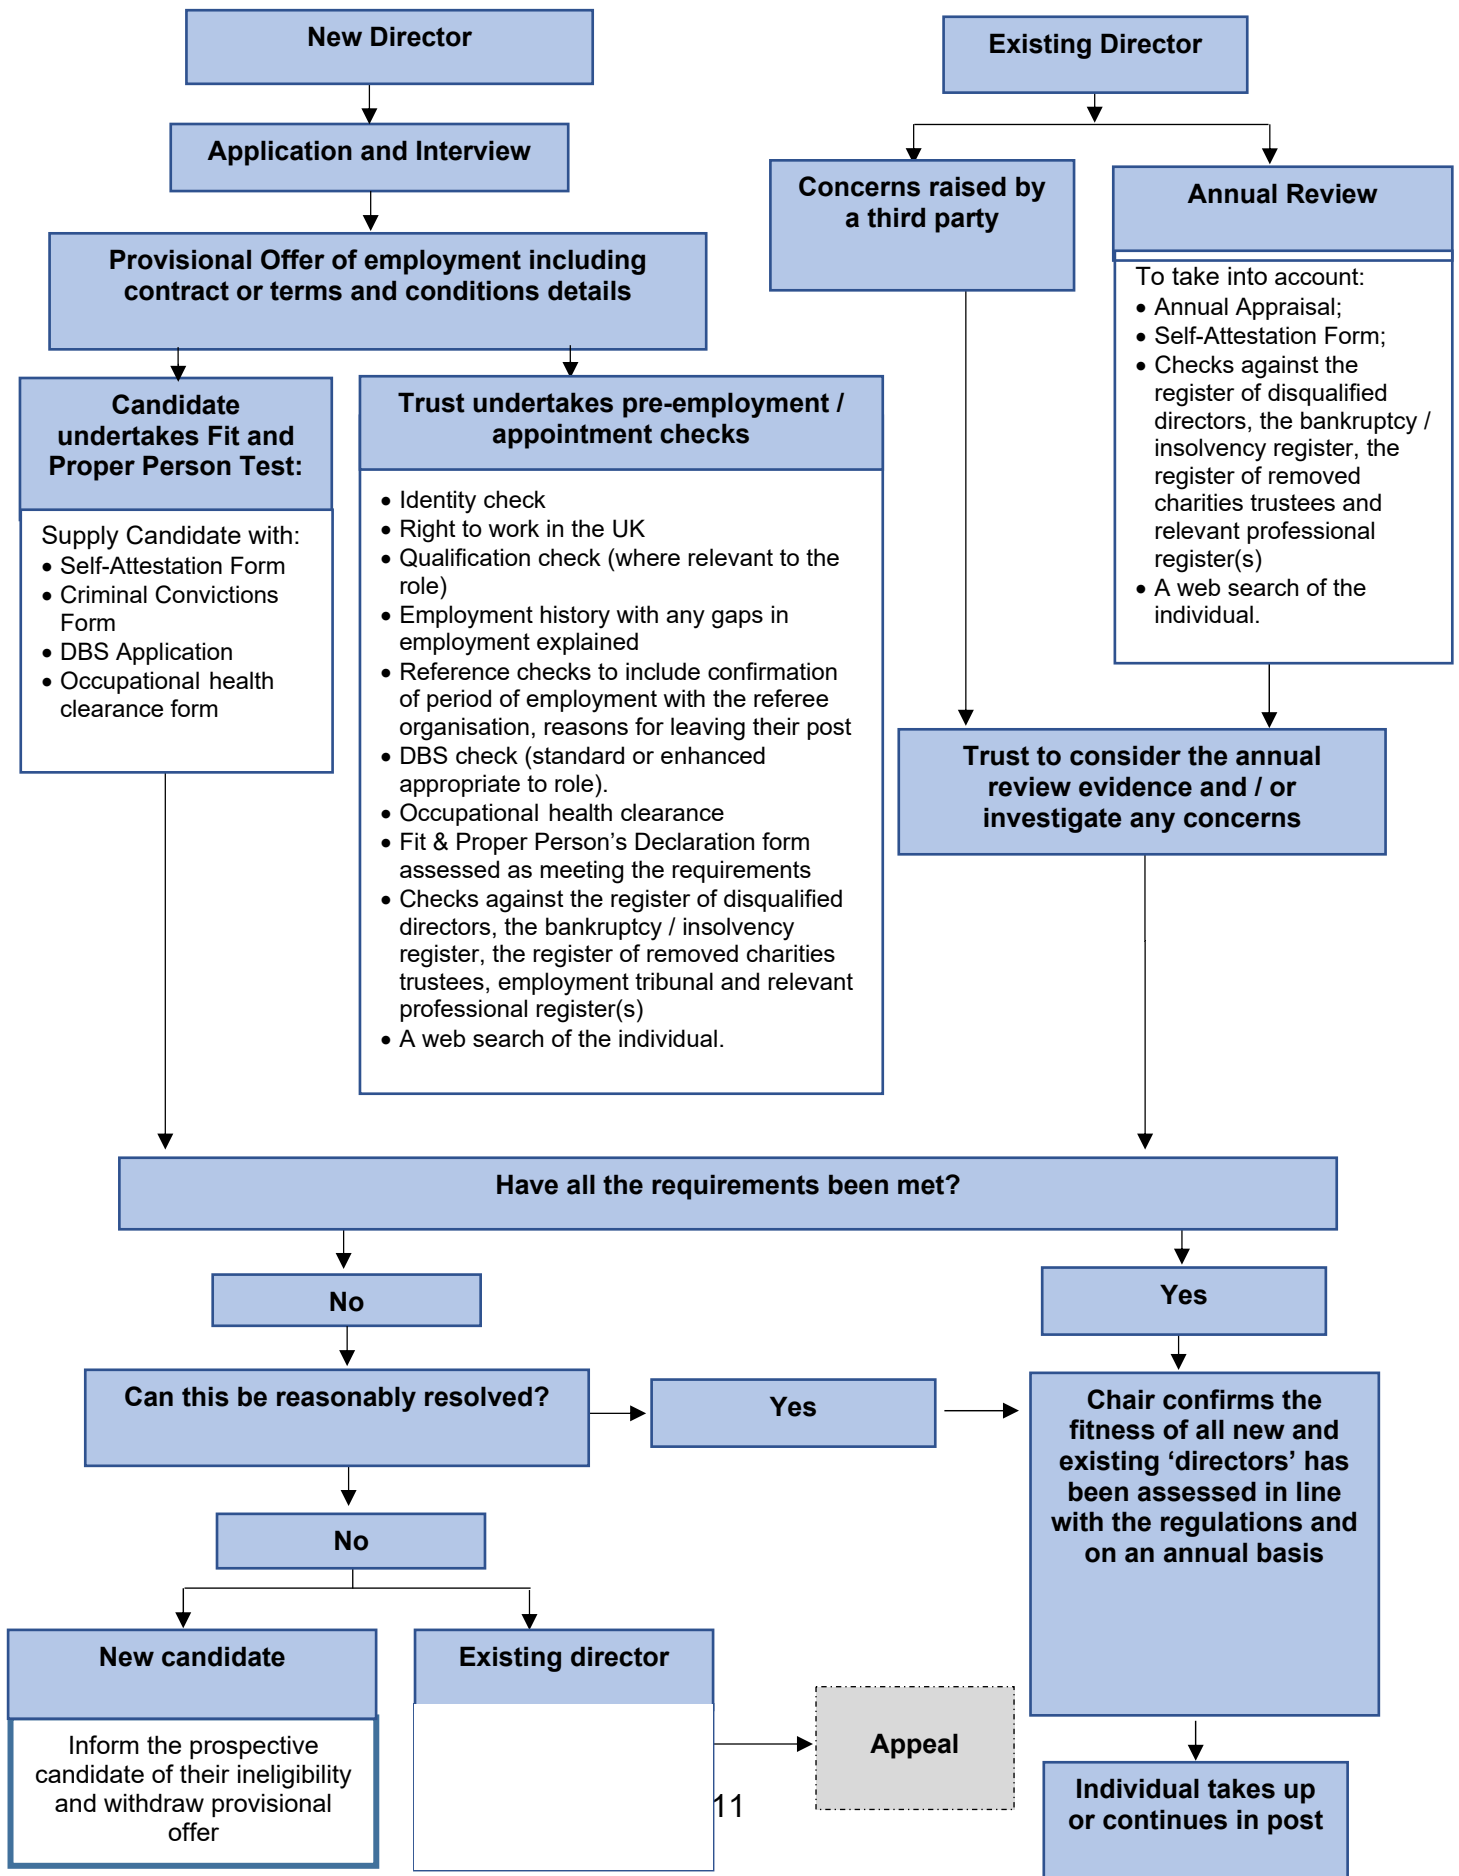 New Director
Application and Interview
Provisional Offer of employment including
contract or terms and conditions details
Candidate
undertakes Fit and
Proper Person Test:
Supply Candidate with:
• Self-Attestation Form
• Criminal Convictions
Form
• DBS Application
• Occupational health
clearance form
Trust undertakes pre-employment /
appointment checks
• Identity check
• Right to work in the UK
• Qualification check (where relevant to the
role)
• Employment history with any gaps in
employment explained
• Reference checks to include confirmation
of period of employment with the referee
organisation, reasons for leaving their post
• DBS check (standard or enhanced
appropriate to role).
• Occupational health clearance
• Fit & Proper Person’s Declaration form
assessed as meeting the requirements
• Checks against the register of disqualified
directors, the bankruptcy / insolvency
register, the register of removed charities
trustees, employment tribunal and relevant
professional register(s)
• A web search of the individual.
Existing Director
Concerns raised by
a third party
Annual Review
To take into account:
• Annual Appraisal;
• Self-Attestation Form;
• Checks against the
register of disqualified
directors, the bankruptcy /
insolvency register, the
register of removed
charities trustees and
relevant professional
register(s)
• A web search of the
individual.
Trust to consider the annual
review evidence and / or
investigate any concerns
Have all the requirements been met?
No
Yes
Can this be reasonably resolved?
Yes
Chair confirms the
fitness of all new and
existing ‘directors’ has
been assessed in line
with the regulations and
on an annual basis
No
New candidate
Inform the prospective
candidate of their ineligibility
and withdraw provisional
offer
Existing director
Appeal
11
Individual takes up
or continues in post